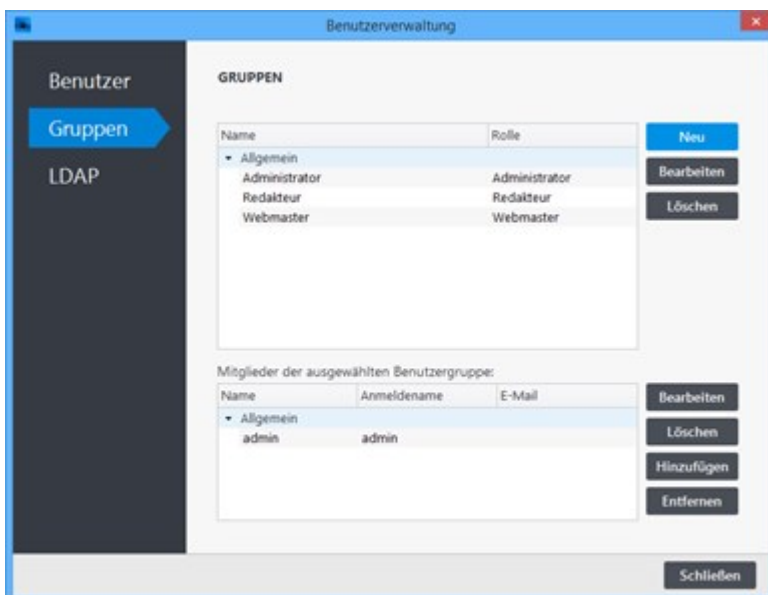 Benutzerverwaltung
Benutzer
Gruppen
LDAP
GRUPPEN
Name Rolle
Allgemein
Administrator Administrator
Redakteur Redakteur
Webmaster Webmaster
Neu
Bearbeiten
Löschen
Mitglieder der ausgewählten Benutzergruppe:
Name Anmeldename E-Mail
Allgemein
admin admin
Bearbeiten
Löschen
Hinzufügen
Entfernen
Schließen